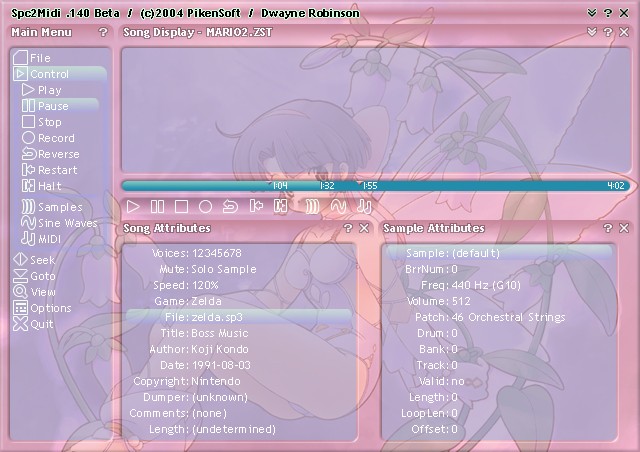 Spc2Midi .140 Beta / (c)2004 PikenSoft / Dwayne Robinson
Main Menu ?
File
Control
Play
Pause
Stop
Record
Reverse
Restart
Halt
Samples
Sine Waves
MIDI
Seek
Goto
View
Options
Quit
Song Display - MARIO2.ZST
1:04 1:32 1:55 4:02
Song Attributes
Voices: 12345678
Mute: Solo Sample
Speed: 120%
Game: Zelda
File: zelda.sp3
Title: Boss Music
Author: Koji Kondo
Date: 1991-08-03
Copyright: Nintendo
Dumper: (unknown)
Comments: (none)
Length: (undetermined)
Sample Attributes
Sample: (default)
BrrNum: 0
Freq: 440 Hz (G10)
Volume: 512
Patch: 46 Orchestral Strings
Drum: 0
Bank: 0
Track: 0
Valid: no
Length: 0
LoopLen: 0
Offset: 0